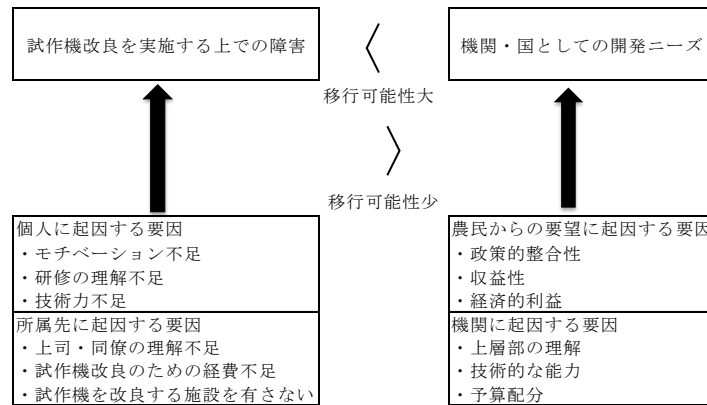 試作機改良を実施する上での障害
〈
機関・国としての開発ニーズ
移行可能性大
〉
移行可能性少
個人に起因する要因
・モチベーション不足
・研修の理解不足
・技術力不足
所属先に起因する要因
・上司・同僚の理解不足
・試作機改良のための経費不足
・試作機を改良する施設を有さない
農民からの要望に起因する要因
・政策的整合性
・収益性
・経済的利益
機関に起因する要因
・上層部の理解
・技術的な能力
・予算配分